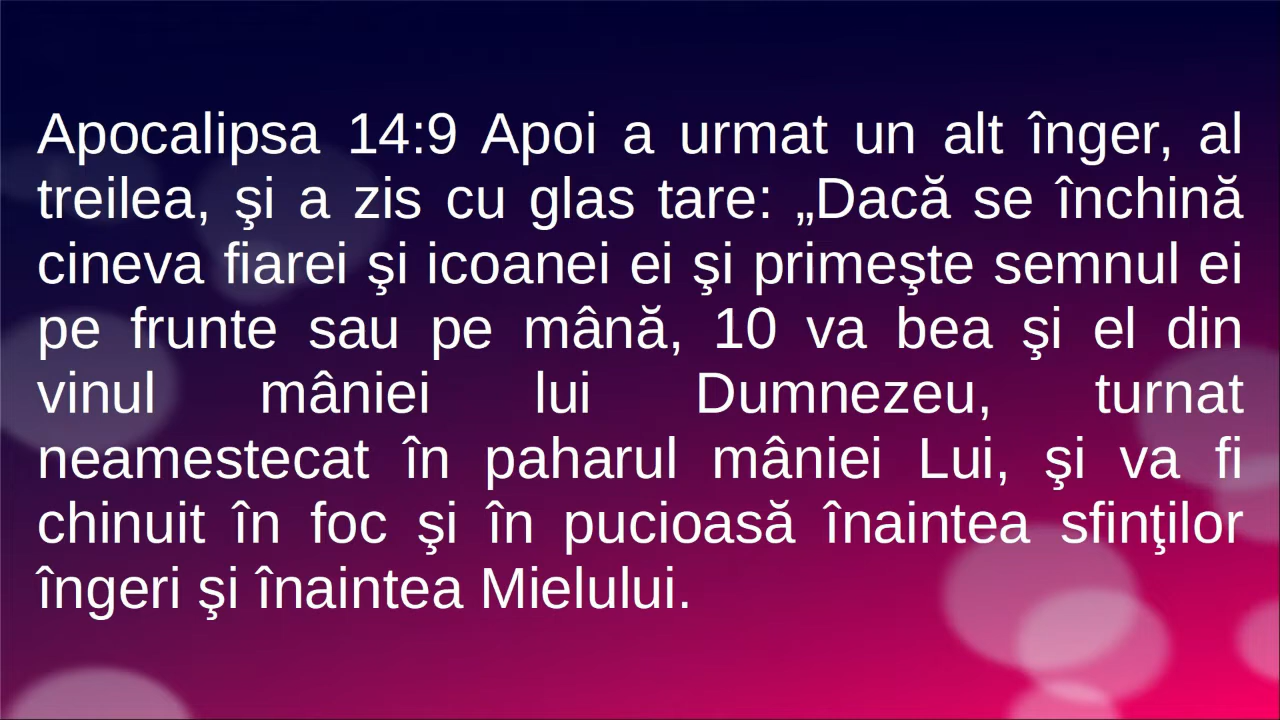 Apocalipsa 14:9 Apoi a urmat un alt înger, al
treilea, şi a zis cu glas tare: „Dacă se închină
cineva fiarei şi icoanei ei şi primeşte semnul ei
pe frunte sau pe mână, 10 va bea şi el din
vinul mâniei lui Dumnezeu, turnat
neamestecat în paharul mâniei Lui, şi va fi
chinuit în foc şi în pucioasă înaintea sfinţilor
îngeri şi înaintea Mielului.